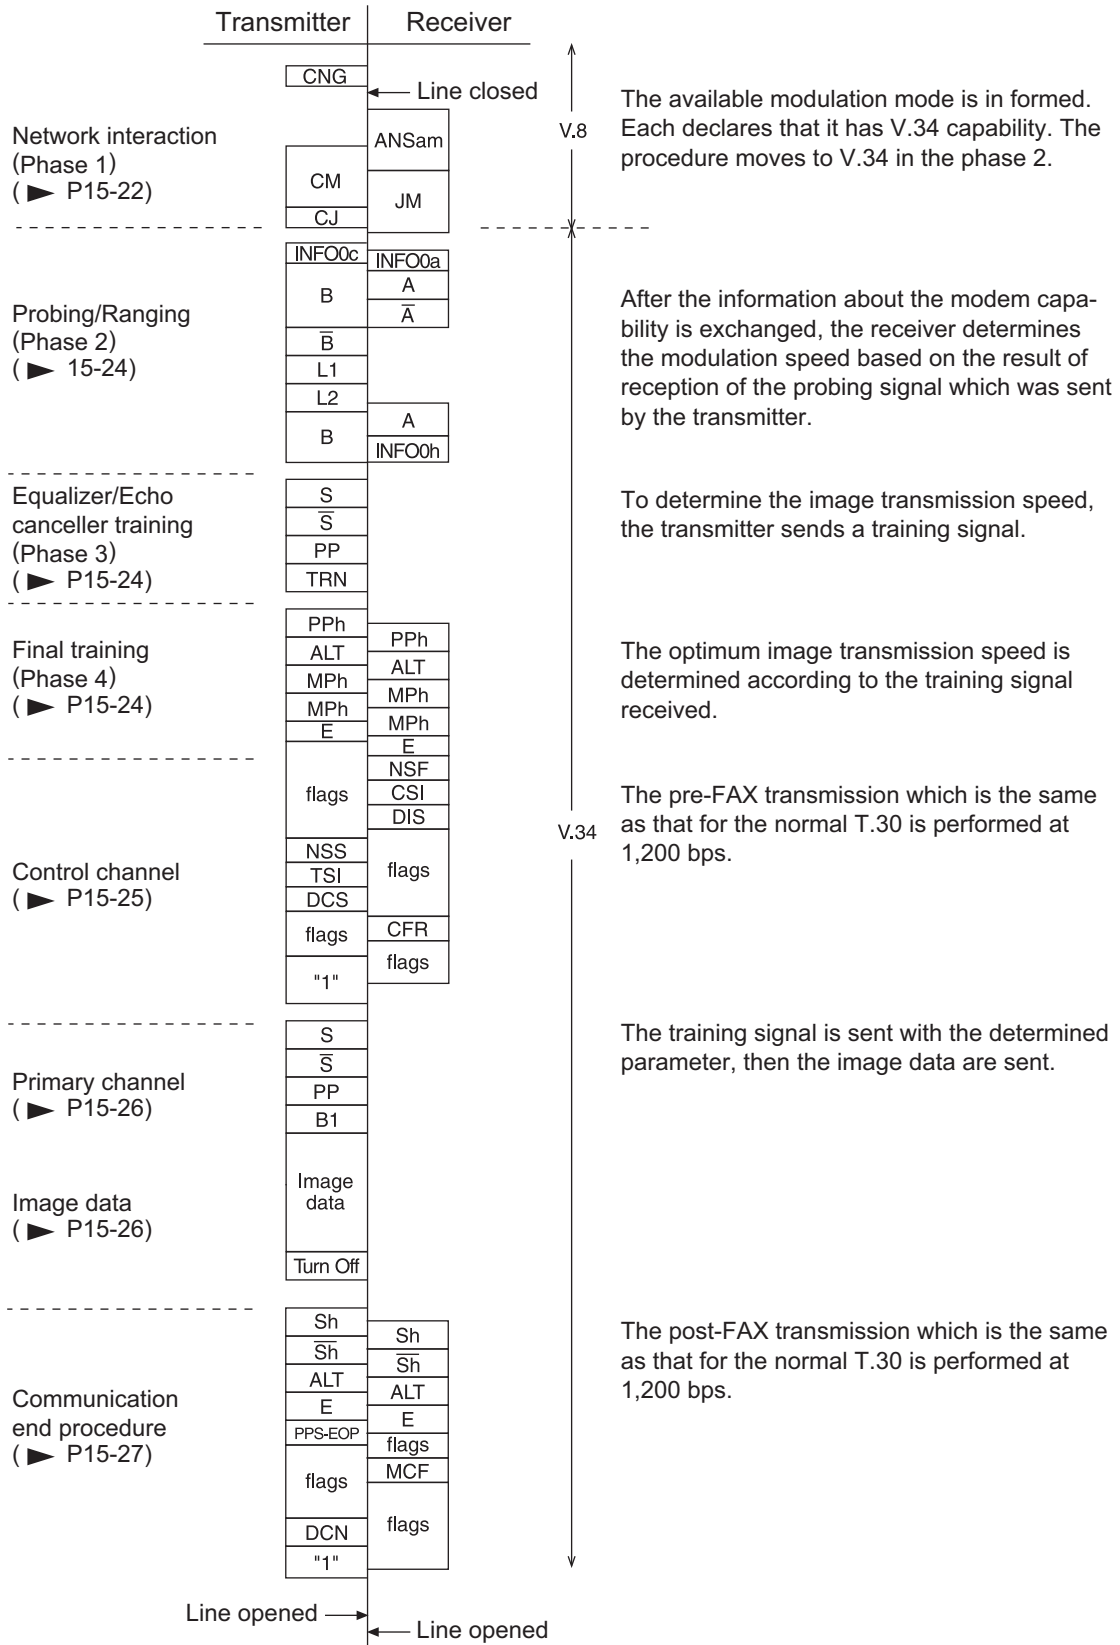 Transmitter Receiver
CNG
Line closed
Network interaction
(Phase 1)
( ► P15-22)
ANSam
CM
JM
CJ
V.8
The available modulation mode is in formed.
Each declares that it has V.34 capability. The
procedure moves to V.34 in the phase 2.
Probing/Ranging
(Phase 2)
( ► 15-24)
INFO0c
INFO0a
B
A
A̅
B̅
L1
L2
B
A
INFO0h
After the information about the modem capa-
bility is exchanged, the receiver determines
the modulation speed based on the result of
reception of the probing signal which was sent
by the transmitter.
Equalizer/Echo
canceller training
(Phase 3)
( ► P15-24)
S
S̅
PP
TRN
To determine the image transmission speed,
the transmitter sends a training signal.
Final training
(Phase 4)
( ► P15-24)
PPh
ALT
MPh
MPh
E
PPh
ALT
MPh
MPh
E
The optimum image transmission speed is
determined according to the training signal
received.
V.34
Control channel
( ► P15-25)
flags
NSS
TSI
DCS
flags
"1"
NSF
CSI
DIS
flags
CFR
flags
The pre-FAX transmission which is the same
as that for the normal T.30 is performed at
1,200 bps.
Primary channel
( ► P15-26)
S
S̅
PP
B1
The training signal is sent with the determined
parameter, then the image data are sent.
Image data
( ► P15-26)
Image
data
Turn Off
Communication
end procedure
( ► P15-27)
Sh
S̅h̅
ALT
E
PPS-EOP
flags
DCN
"1"
Sh
S̅h̅
ALT
E
flags
MCF
flags
The post-FAX transmission which is the same
as that for the normal T.30 is performed at
1,200 bps.
Line opened
Line opened